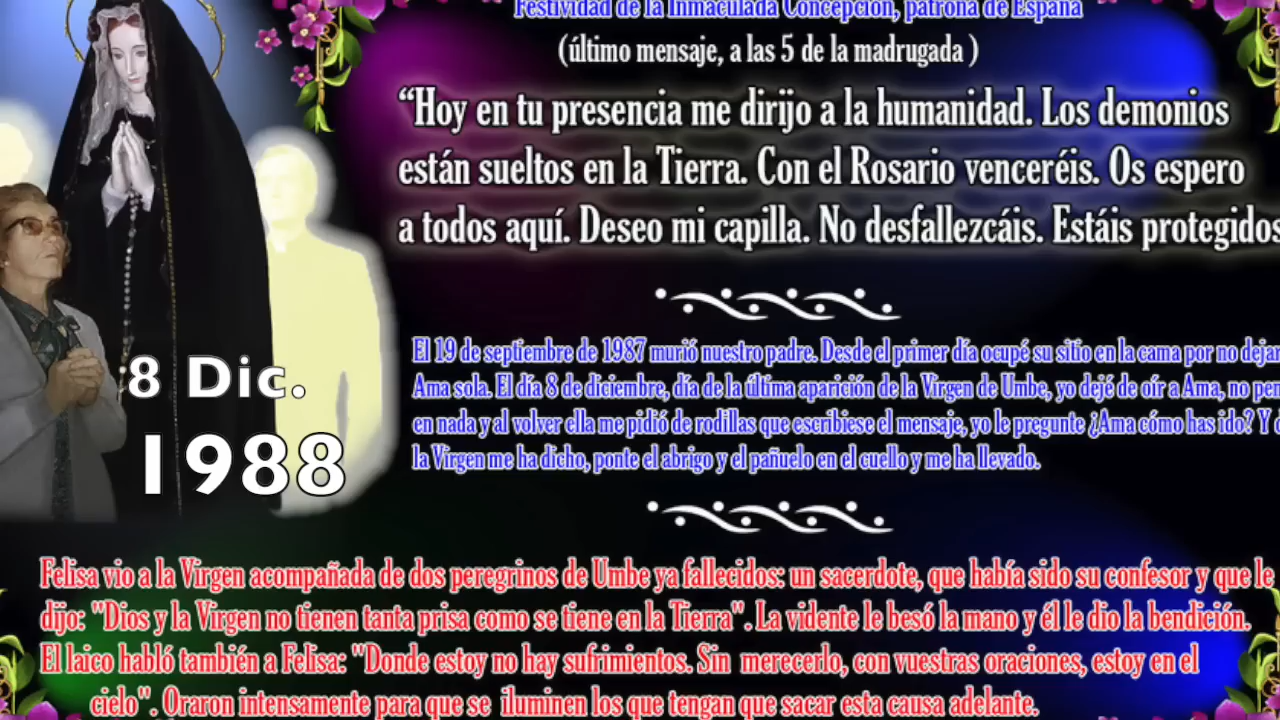 Festividad de la Inmaculada Concepción, patrona de España
(último mensaje, a las 5 de la madrugada )
“Hoy en tu presencia me dirijo a la humanidad. Los demonios
están sueltos en la Tierra. Con el Rosario venceréis. Os espero
a todos aquí. Deseo mi capilla. No desfallezcáis. Estáis protegidos
El 19 de septiembre de 1987 murió nuestro padre. Desde el primer día ocupé su sitio en la cama por no dejar
Ama sola. El día 8 de diciembre, día de la última aparición de la Virgen de Umbe, yo dejé de oír a Ama, no
en nada y al volver ella me pidió de rodillas que escribiese el mensaje, yo le pregunte ¿Ama cómo has ido? Y
la Virgen me ha dicho, ponte el abrigo y el pañuelo en el cuello y me ha llevado.
8 Dic.
1988
Felisa vio a la Virgen acompañada de dos peregrinos de Umbe ya fallecidos: un sacerdote, que había sido su confesor y que le
dijo: "Dios y la Virgen no tienen tanta prisa como se tiene en la Tierra". La vidente le besó la mano y él le dio la bendición.
El laico habló también a Felisa: "Donde estoy no hay sufrimientos. Sin merecerlo, con vuestras oraciones, estoy en el
cielo". Oraron intensamente para que se iluminen los que tengan que sacar esta causa adelante.